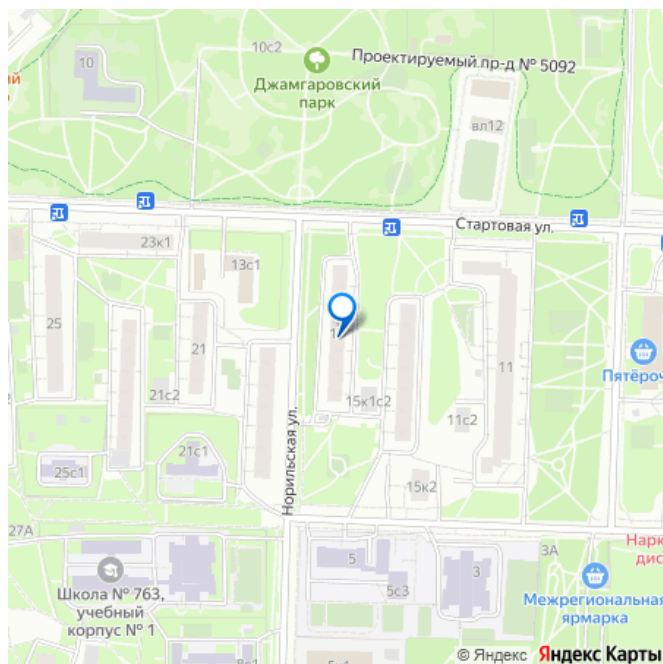 10с2
Проектируемый пр-д № 5092
10
Джамгаровский
парк
вл12
Стартовая ул.
23к1
13с1
25
21
11
Пятёроч
21с2
15к1с2
11с2
Норильская ул.
21с1
25с1
15к2
27А
Нарк
дис
5
3А
3
Школа № 763,
учебный
корпус № 1
5с3
Межрегиональная
ярмарка
© Яндекс Яндекс Карты